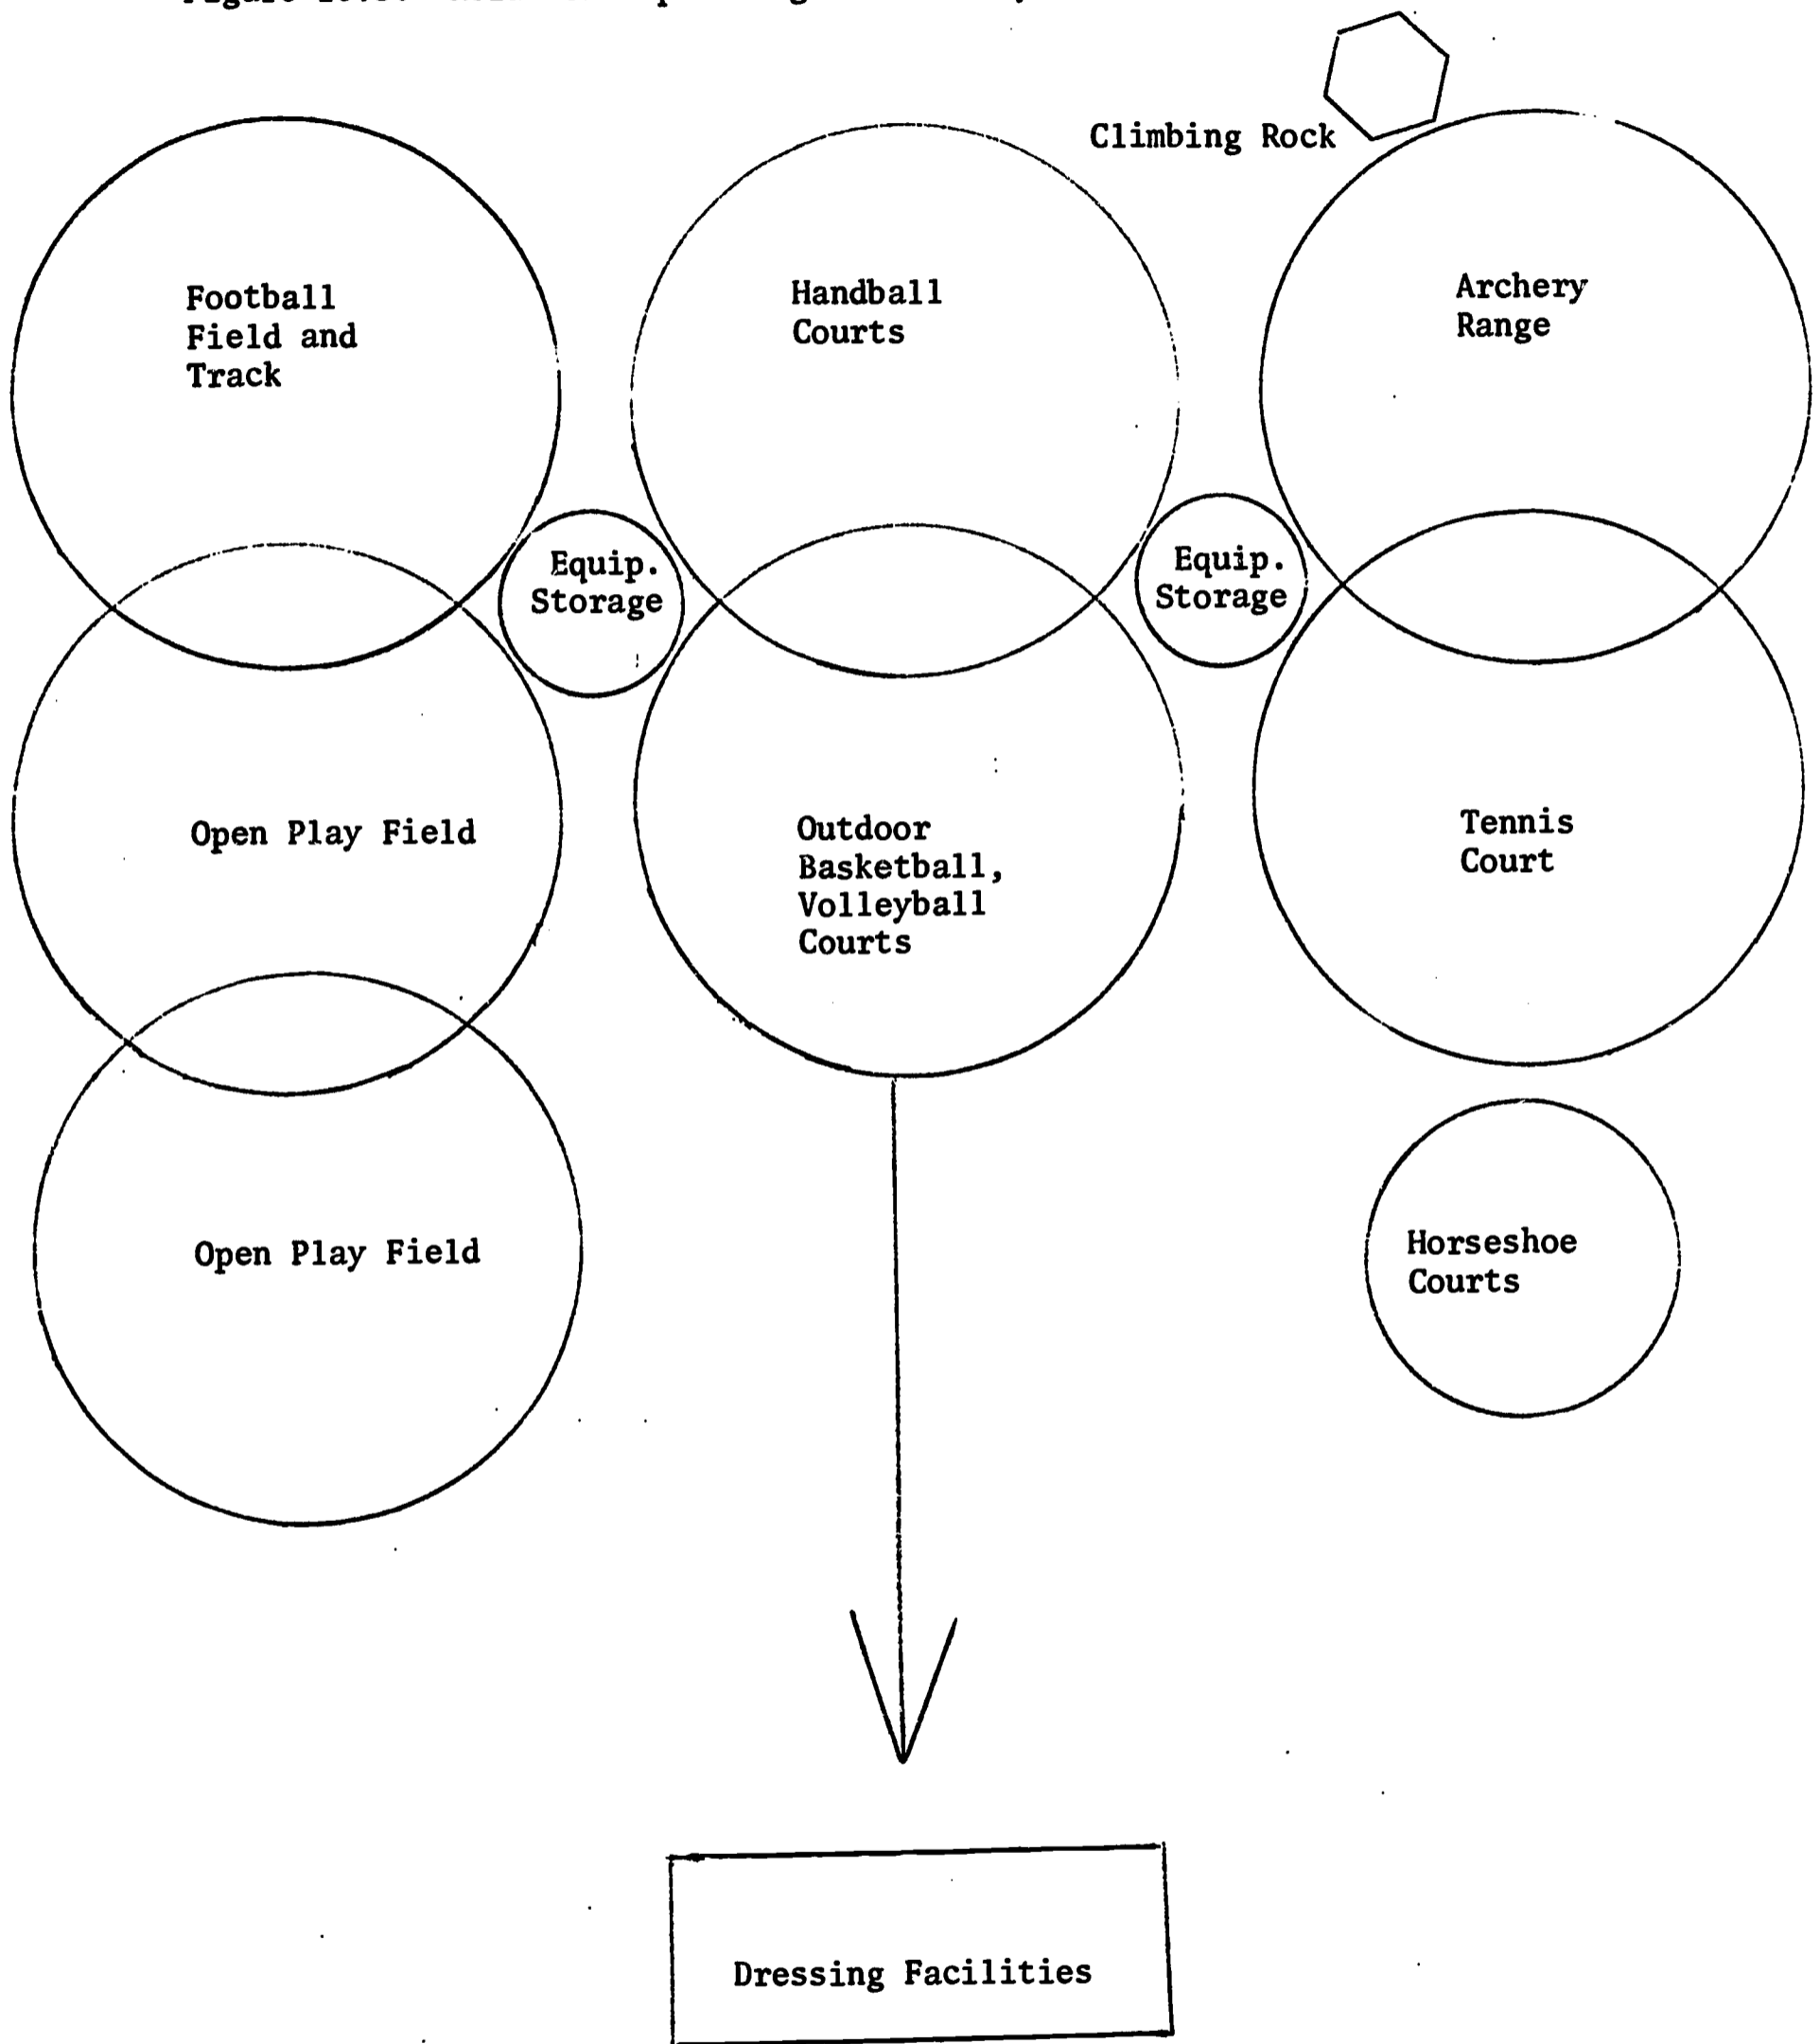 Climbing Rock
Football
Field and
Track
Handball
Courts
Archery
Range
Equip.
Storage
Equip.
Storage
Open Play Field
Outdoor
Basketball,
Volleyball
Courts
Tennis
Court
Open Play Field
Horseshoe
Courts
Dressing Facilities